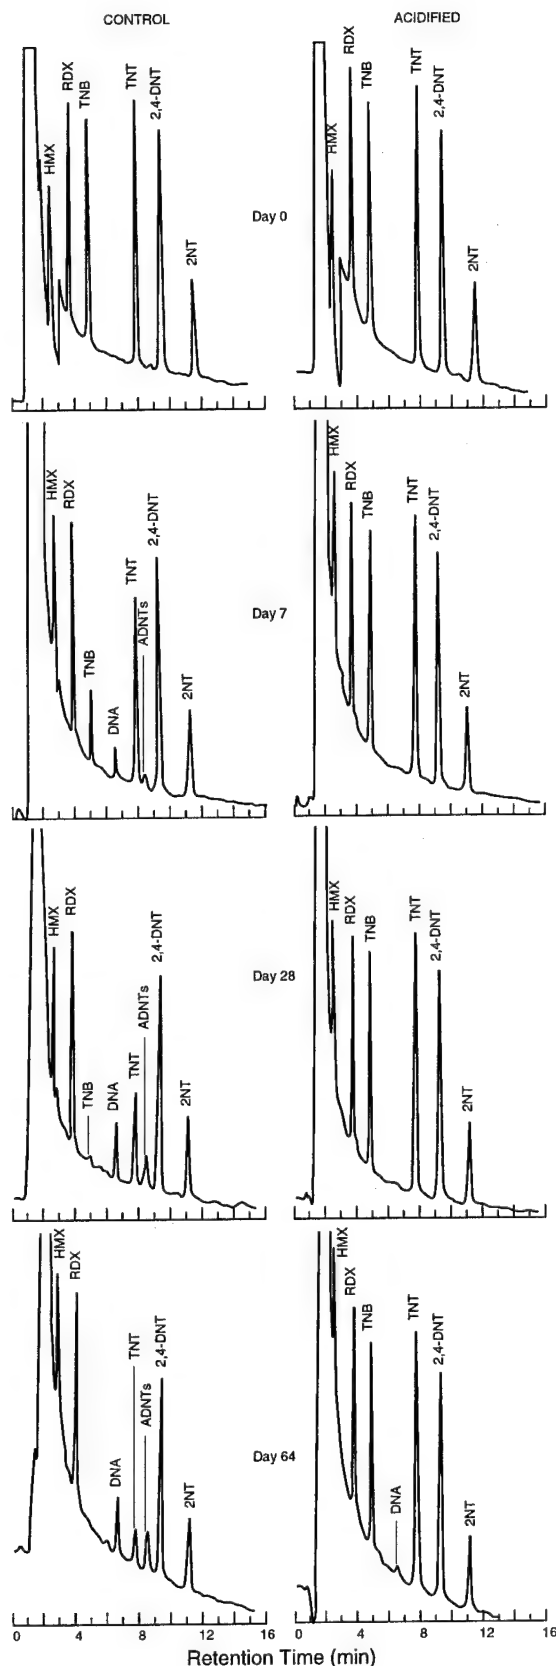 CONTROL
ACIDIFIED
HMX
RDX
TNB
TNT
2,4-DNT
2NT
Day 0
HMX
RDX
TNB
TNT
2,4-DNT
2NT
HMX
RDX
TNB
DNA
TNT
ADNTs
2,4-DNT
2NT
Day 7
HMX
RDX
TNB
TNT
2,4-DNT
2NT
HMX
RDX
TNB
DNA
TNT
ADNTs
2,4-DNT
2NT
Day 28
HMX
RDX
TNB
TNT
2,4-DNT
2NT
HMX
RDX
DNA
TNT
ADNTs
2,4-DNT
2NT
Day 64
HMX
RDX
TNB
DNA
TNT
2,4-DNT
2NT
0 4 8 12 16
0 4 8 12 16
Retention Time (min)